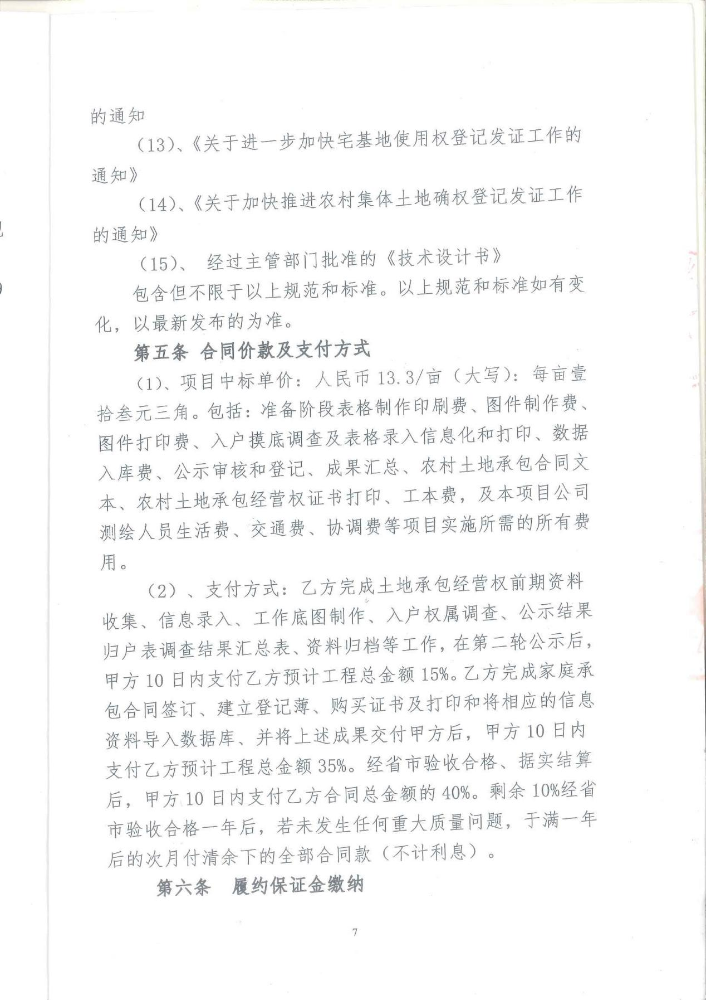 的通知
（13）、《关于进一步加快宅基地使用权登记发证工作的
通知》
（14）、《关于加快推进农村集体土地确权登记发证工作
的通知》
（15）、 经过主管部门批准的《技术设计书》
包含但不限于以上规范和标准。以上规范和标准如有变
化，以最新发布的为准。
第五条 合同价款及支付方式
（1）、项目中标单价：人民币 13.3/亩（大写）：每亩壹
拾叁元三角。包括：准备阶段表格制作印刷费、图件制作费、
图件打印费、入户摸底调查及表格录入信息化和打印、数据
入库费、公示审核和登记、成果汇总、农村土地承包合同文
本、农村土地承包经营权证书打印、工本费，及本项目公司
测绘人员生活费、交通费、协调费等项目实施所需的所有费
用。
（2）、支付方式：乙方完成土地承包经营权前期资料
收集、信息录入、工作底图制作、入户权属调查、公示结果
归户表调查结果汇总表、资料归档等工作，在第二轮公示后，
甲方 10 日内支付乙方预计工程总金额 15%。乙方完成家庭承
包合同签订、建立登记薄、购买证书及打印和将相应的信息
资料导入数据库、并将上述成果交付甲方后，甲方 10 日内
支付乙方预计工程总金额 35%。经省市验收合格、据实结算
后，甲方 10 日内支付乙方合同总金额的 40%。剩余 10%经省
市验收合格一年后，若未发生任何重大质量问题，于满一年
后的次月付清余下的全部合同款（不计利息）。
第六条 履约保证金缴纳
7